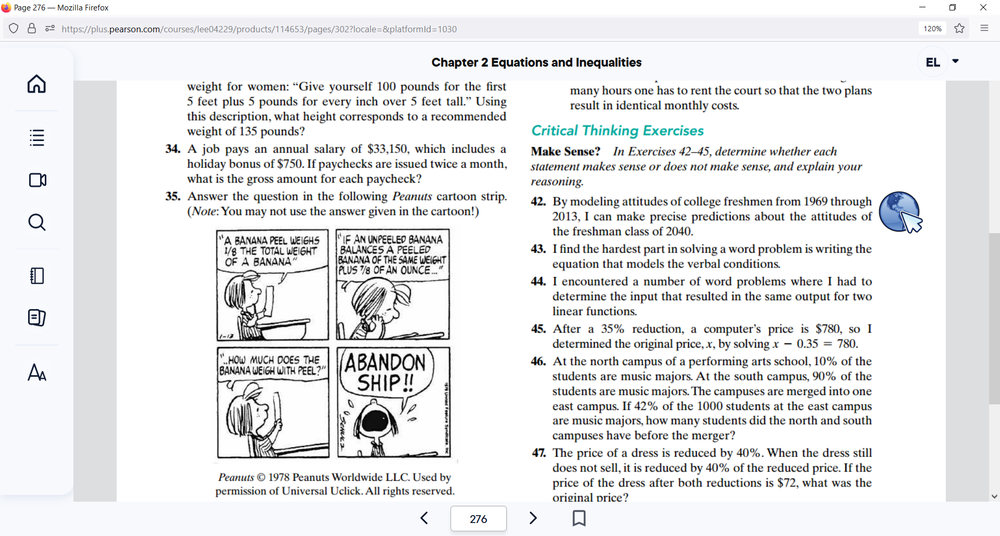 Page 276 — Mozilla Firefox
https://plus.pearson.com/courses/lee04229/products/114653/pages/302?locale=&platformId=1030
120%
Chapter 2 Equations and Inequalities
EL
weight for women: “Give yourself 100 pounds for the first
5 feet plus 5 pounds for every inch over 5 feet tall.” Using
this description, what height corresponds to a recommended
weight of 135 pounds?
34. A job pays an annual salary of $33,150, which includes a
holiday bonus of $750. If paychecks are issued twice a month,
what is the gross amount for each paycheck?
35. Answer the question in the following Peanuts cartoon strip.
(Note: You may not use the answer given in the cartoon!)
"A BANANA PEEL WEIGHS
1/8 THE TOTAL WEIGHT
OF A BANANA"
1-13
"IF AN UNPEELED BANANA
BALANCES A PEELED
BANANA OF THE SAME WEIGHT
PLUS 7/8 OF AN OUNCE..."
"..HOW MUCH DOES THE
BANANA WEIGH WITH PEEL?"
ABANDON
SHIP!!
SCHULZ
1978 United Feature Syndicate, Inc.
Peanuts © 1978 Peanuts Worldwide LLC. Used by
permission of Universal Uclick. All rights reserved.
many hours one has to rent the court so that the two plans
result in identical monthly costs.
Critical Thinking Exercises
Make Sense? In Exercises 42–45, determine whether each
statement makes sense or does not make sense, and explain your
reasoning.
42. By modeling attitudes of college freshmen from 1969 through
2013, I can make precise predictions about the attitudes of
the freshman class of 2040.
43. I find the hardest part in solving a word problem is writing the
equation that models the verbal conditions.
44. I encountered a number of word problems where I had to
determine the input that resulted in the same output for two
linear functions.
45. After a 35% reduction, a computer’s price is $780, so I
determined the original price, x, by solving x − 0.35 = 780.
46. At the north campus of a performing arts school, 10% of the
students are music majors. At the south campus, 90% of the
students are music majors. The campuses are merged into one
east campus. If 42% of the 1000 students at the east campus
are music majors, how many students did the north and south
campuses have before the merger?
47. The price of a dress is reduced by 40%. When the dress still
does not sell, it is reduced by 40% of the reduced price. If the
price of the dress after both reductions is $72, what was the
original price?
276